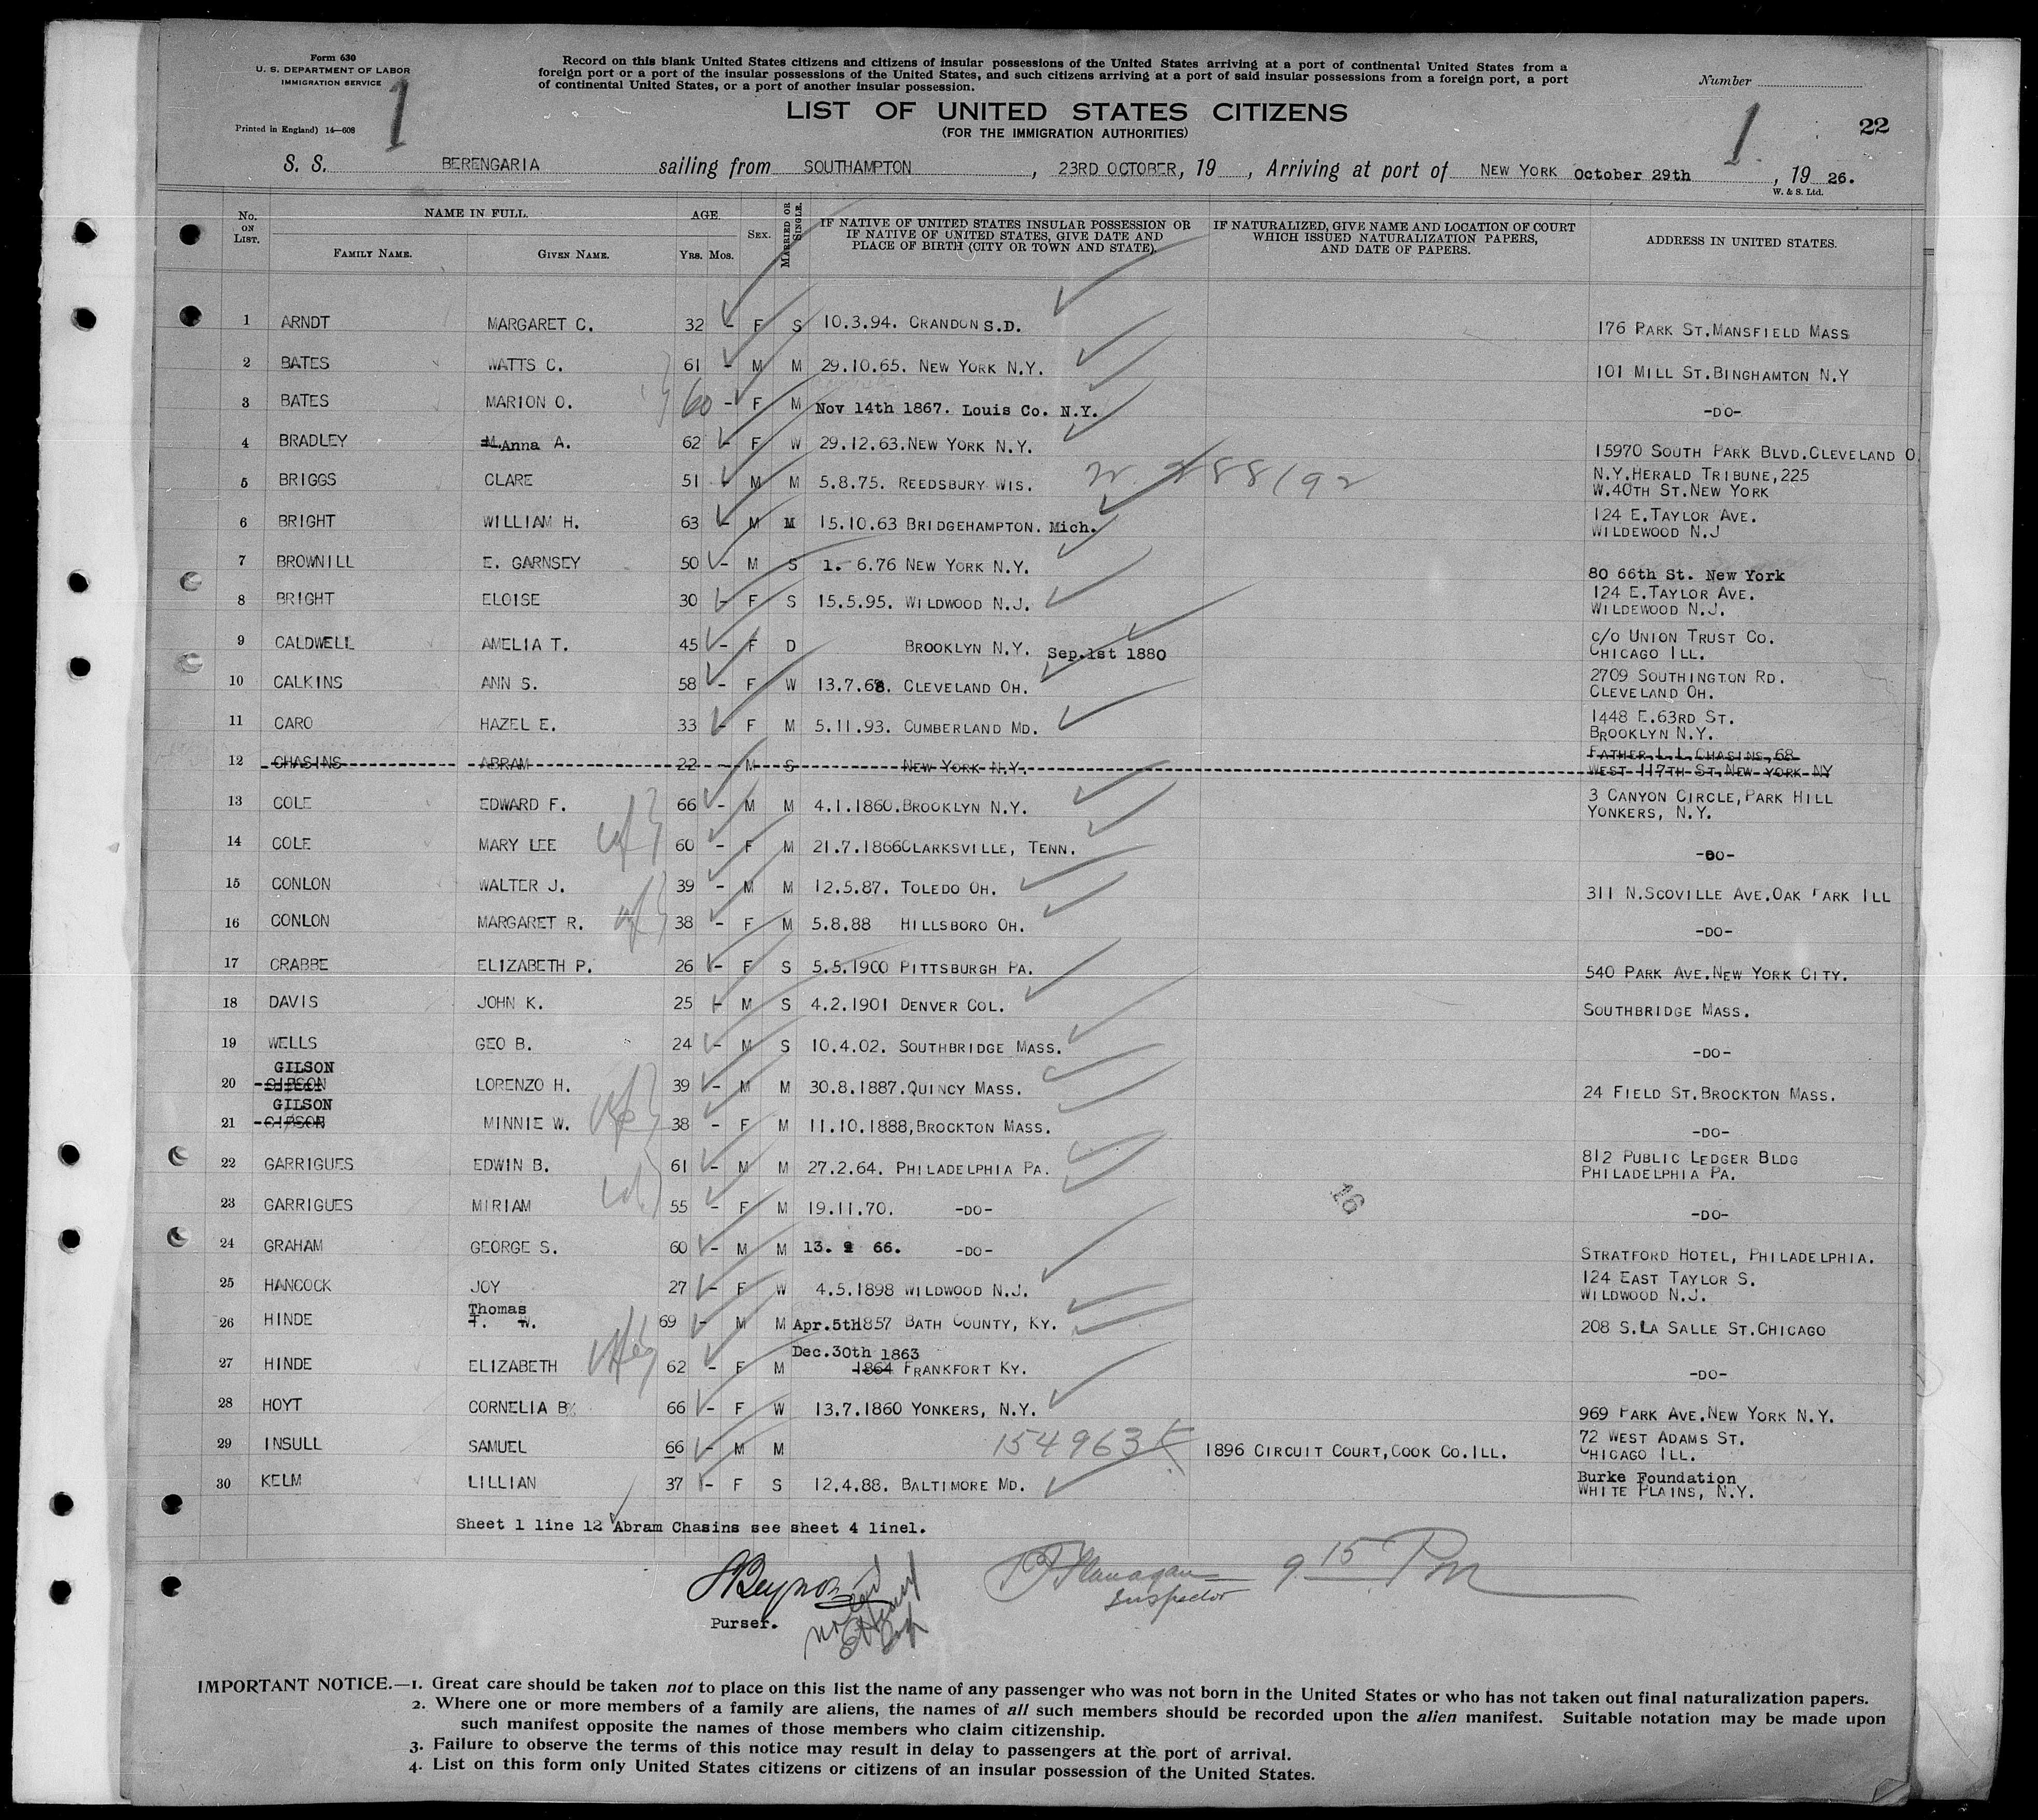 Form 630
U. S. DEPARTMENT OF LABOR
IMMIGRATION SERVICE
1
Printed in England) 14—608
Record on this blank United States citizens and citizens of insular possessions of the United States arriving at a port of continental United States from a
foreign port or a port of the insular possessions of the United States, and such citizens arriving at a port of said insular possessions from a foreign port, a port
of continental United States, or a port of another insular possession.
Number
LIST OF UNITED STATES CITIZENS
(FOR THE IMMIGRATION AUTHORITIES)
1
22
S. S. BERENGARIA sailing from SOUTHAMPTON, 23RD OCTOBER, 19 , Arriving at port of NEW YORK October 29th, 19 26.
W. & S. Ltd.
No. ON LIST. NAME IN FULL. FAMILY NAME. GIVEN NAME. AGE. Yrs. Mos. SEX. MARRIED OR SINGLE. IF NATIVE OF UNITED STATES INSULAR POSSESSION OR IF NATIVE OF UNITED STATES, GIVE DATE AND PLACE OF BIRTH (CITY OR TOWN AND STATE). IF NATURALIZED, GIVE NAME AND LOCATION OF COURT WHICH ISSUED NATURALIZATION PAPERS, AND DATE OF PAPERS. ADDRESS IN UNITED STATES.
1 ARNDT MARGARET C. 32 - F S 10.3.94. CRANDON S.D. 176 PARK ST. MANSFIELD MASS
2 BATES WATTS C. 61 - M M 29.10.65. NEW YORK N.Y. 101 MILL ST. BINGHAMTON N.Y
3 BATES MARION O. 60 - F M Nov 14th 1867. Louis Co. N.Y. -DO-
4 BRADLEY M. Anna A. 62 - F W 29.12.63. NEW YORK N.Y. 15970 SOUTH PARK BLVD. CLEVELAND O.
5 BRIGGS CLARE 51 - M M 5.8.75. REEDSBURY WIS. 288192 N.Y. HERALD TRIBUNE, 225
W. 40TH ST. NEW YORK
6 BRIGHT WILLIAM H. 63 - M M 15.10.63 BRIDGEHAMPTON. Mich. 124 E. TAYLOR AVE.
WILDEWOOD N.J
7 BROWNILL E. GARNSEY 50 - M S 1. 6.76 NEW YORK N.Y. 80 66th St. New York
8 BRIGHT ELOISE 30 - F S 15.5.95. WILDWOOD N.J. 124 E. TAYLOR AVE.
WILDEWOOD N.J.
9 CALDWELL AMELIA T. 45 - F D BROOKLYN N.Y. Sep. 1st 1880 c/o UNION TRUST CO.
CHICAGO ILL.
10 CALKINS ANN S. 58 - F W 13.7.68. CLEVELAND OH. 2709 SOUTHINGTON RD.
CLEVELAND OH.
11 CARO HAZEL E. 33 - F M 5.11.93. CUMBERLAND MD. 1448 E. 63RD ST.
BROOKLYN N.Y.
12 CHASINS ABRAM 22 - M S NEW YORK N.Y. FATHER L.L. CHASINS, 68
WEST 117TH ST. NEW YORK NY
13 COLE EDWARD F. 66 - M M 4.1.1860. BROOKLYN N.Y. 3 CANYON CIRCLE, PARK HILL
YONKERS, N.Y.
14 COLE MARY LEE 60 - F M 21.7.1866 CLARKSVILLE, TENN. -DO-
15 CONLON WALTER J. 39 - M M 12.5.87. TOLEDO OH. 311 N. SCOVILLE AVE. OAK PARK ILL
16 CONLON MARGARET R. 38 - F M 5.8.88 HILLSBORO OH. -DO-
17 CRABBE ELIZABETH P. 26 - F S 5.5.1900 PITTSBURGH PA. 540 PARK AVE. NEW YORK CITY.
18 DAVIS JOHN K. 25 - M S 4.2.1901 DENVER COL. SOUTHBRIDGE MASS.
19 WELLS GEO B. 24 - M S 10.4.02. SOUTHBRIDGE MASS. -DO-
GILSON
20 GIPSON LORENZO H. 39 - M M 30.8.1887. QUINCY MASS. 24 FIELD ST. BROCKTON MASS.
GILSON
21 GIPSON MINNIE W. 38 - F M 11.10.1888, BROCKTON MASS. -DO-
22 GARRIGUES EDWIN B. 61 - M M 27.2.64. PHILADELPHIA PA. 812 PUBLIC LEDGER BLDG
PHILADELPHIA PA.
23 GARRIGUES MIRIAM 55 - F M 19.11.70. -DO- 16 -DO-
24 GRAHAM GEORGE S. 60 - M M 13. 9 66. -DO- STRATFORD HOTEL, PHILADELPHIA.
25 HANCOCK JOY 27 - F W 4.5.1898 WILDWOOD N.J. 124 EAST TAYLOR S.
WILDWOOD N.J.
Thomas
26 HINDE T. W. 69 - M M Apr. 5th 1857 BATH COUNTY, KY. 208 S. LA SALLE ST. CHICAGO
Dec. 30th 1863
27 HINDE ELIZABETH 62 - F M 1864 FRANKFORT KY. -DO-
28 HOYT CORNELIA B. 66 - F W 13.7.1860 YONKERS, N.Y. 969 PARK AVE. NEW YORK N.Y.
29 INSULL SAMUEL 66 - M M 154963 1896 CIRCUIT COURT, COOK CO. ILL. 72 WEST ADAMS ST.
CHICAGO ILL.
30 KELM LILLIAN 37 - F S 12.4.88. BALTIMORE MD. Burke Foundation
WHITE PLAINS, N.Y.
Sheet 1 line 12 Abram Chasins see sheet 4 line1.
Flanagan 9 15 Pm
Inspector
Purser.
IMPORTANT NOTICE.—1. Great care should be taken not to place on this list the name of any passenger who was not born in the United States or who has not taken out final naturalization papers.
2. Where one or more members of a family are aliens, the names of all such members should be recorded upon the alien manifest. Suitable notation may be made upon
such manifest opposite the names of those members who claim citizenship.
3. Failure to observe the terms of this notice may result in delay to passengers at the port of arrival.
4. List on this form only United States citizens or citizens of an insular possession of the United States.